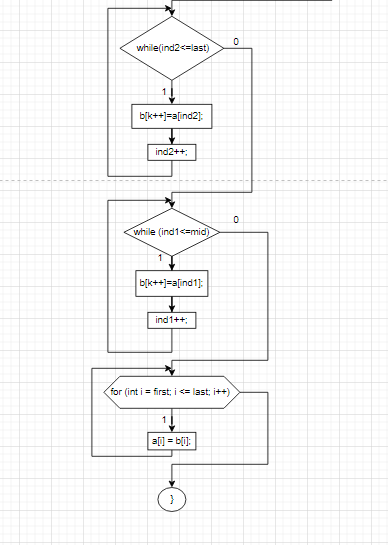 while(ind2<=last)
0
1
b[k++]=a[ind2];
ind2++;
while (ind1<=mid)
0
1
b[k++]=a[ind1];
ind1++;
for (int i = first; i <= last; i++)
1
a[i] = b[i];
}